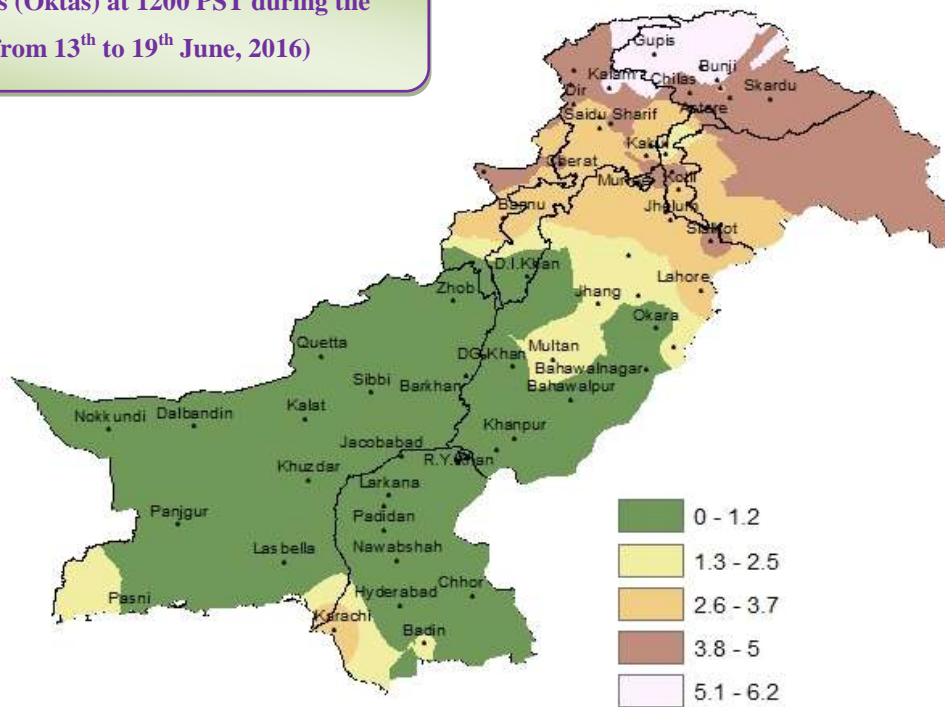 s (Oktas) at 1200 PST during the
from 13th to 19th June, 2016)
Gupis
Bunji
Kalam
Chilas
Skardu
Dir
Astore
Saidu Sharif
Kakul
Cherat
Kotli
Bannu
Jhelum
Sialkot
D.I.Khan
Lahore
Zhob
Jhang
Okara
Quetta
DG Khan
Multan
Bahawalnagar
Sibbi
Barkhan
Bahawalpur
Nokkundi
Dalbandin
Kalat
Khanpur
Jacobabad
R.Y.Khan
Khuzdar
Larkana
Panjgur
Padidan
Lasbella
Nawabshah
Pasni
Hyderabad
Chhor
Karachi
Badin
0 - 1.2
1.3 - 2.5
2.6 - 3.7
3.8 - 5
5.1 - 6.2